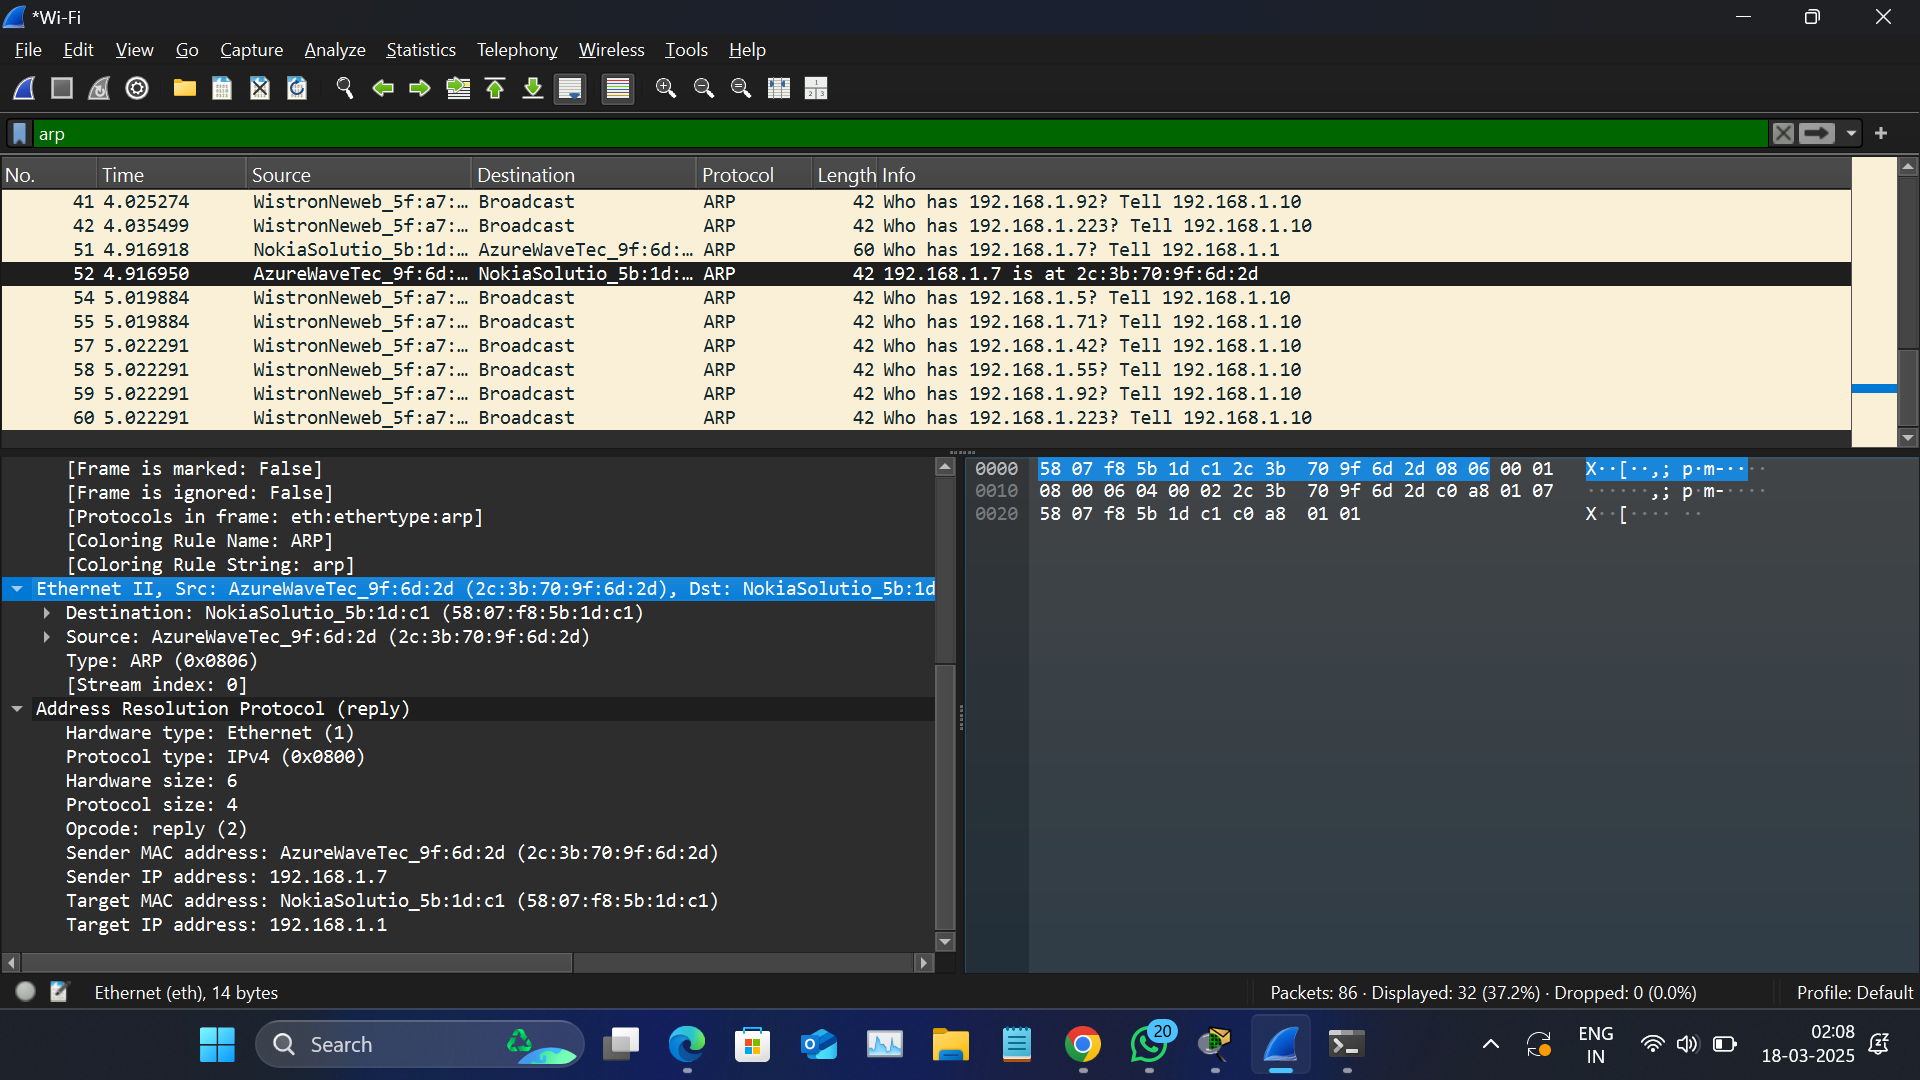 *Wi-Fi
File Edit View Go Capture Analyze Statistics Telephony Wireless Tools Help
arp
No. Time Source Destination Protocol Length Info
41 4.025274 WistronNeweb_5f:a7:… Broadcast ARP 42 Who has 192.168.1.92? Tell 192.168.1.10
42 4.035499 WistronNeweb_5f:a7:… Broadcast ARP 42 Who has 192.168.1.223? Tell 192.168.1.10
51 4.916918 NokiaSolutio_5b:1d:… AzureWaveTec_9f:6d:… ARP 60 Who has 192.168.1.7? Tell 192.168.1.1
52 4.916950 AzureWaveTec_9f:6d:… NokiaSolutio_5b:1d:… ARP 42 192.168.1.7 is at 2c:3b:70:9f:6d:2d
54 5.019884 WistronNeweb_5f:a7:… Broadcast ARP 42 Who has 192.168.1.5? Tell 192.168.1.10
55 5.019884 WistronNeweb_5f:a7:… Broadcast ARP 42 Who has 192.168.1.71? Tell 192.168.1.10
57 5.022291 WistronNeweb_5f:a7:… Broadcast ARP 42 Who has 192.168.1.42? Tell 192.168.1.10
58 5.022291 WistronNeweb_5f:a7:… Broadcast ARP 42 Who has 192.168.1.55? Tell 192.168.1.10
59 5.022291 WistronNeweb_5f:a7:… Broadcast ARP 42 Who has 192.168.1.92? Tell 192.168.1.10
60 5.022291 WistronNeweb_5f:a7:… Broadcast ARP 42 Who has 192.168.1.223? Tell 192.168.1.10
[Frame is marked: False]
[Frame is ignored: False]
[Protocols in frame: eth:ethertype:arp]
[Coloring Rule Name: ARP]
[Coloring Rule String: arp]
Ethernet II, Src: AzureWaveTec_9f:6d:2d (2c:3b:70:9f:6d:2d), Dst: NokiaSolutio_5b:1d
Destination: NokiaSolutio_5b:1d:c1 (58:07:f8:5b:1d:c1)
Source: AzureWaveTec_9f:6d:2d (2c:3b:70:9f:6d:2d)
Type: ARP (0x0806)
[Stream index: 0]
Address Resolution Protocol (reply)
Hardware type: Ethernet (1)
Protocol type: IPv4 (0x0800)
Hardware size: 6
Protocol size: 4
Opcode: reply (2)
Sender MAC address: AzureWaveTec_9f:6d:2d (2c:3b:70:9f:6d:2d)
Sender IP address: 192.168.1.7
Target MAC address: NokiaSolutio_5b:1d:c1 (58:07:f8:5b:1d:c1)
Target IP address: 192.168.1.1
0000 58 07 f8 5b 1d c1 2c 3b 70 9f 6d 2d 08 06 00 01 X··[··,; p·m-····
0010 08 00 06 04 00 02 2c 3b 70 9f 6d 2d c0 a8 01 07 ······,; p·m-····
0020 58 07 f8 5b 1d c1 c0 a8 01 01 X··[···· ··
Ethernet (eth), 14 bytes
Packets: 86 · Displayed: 32 (37.2%) · Dropped: 0 (0.0%)
Profile: Default
Search
20
ENG
IN
02:08
18-03-2025